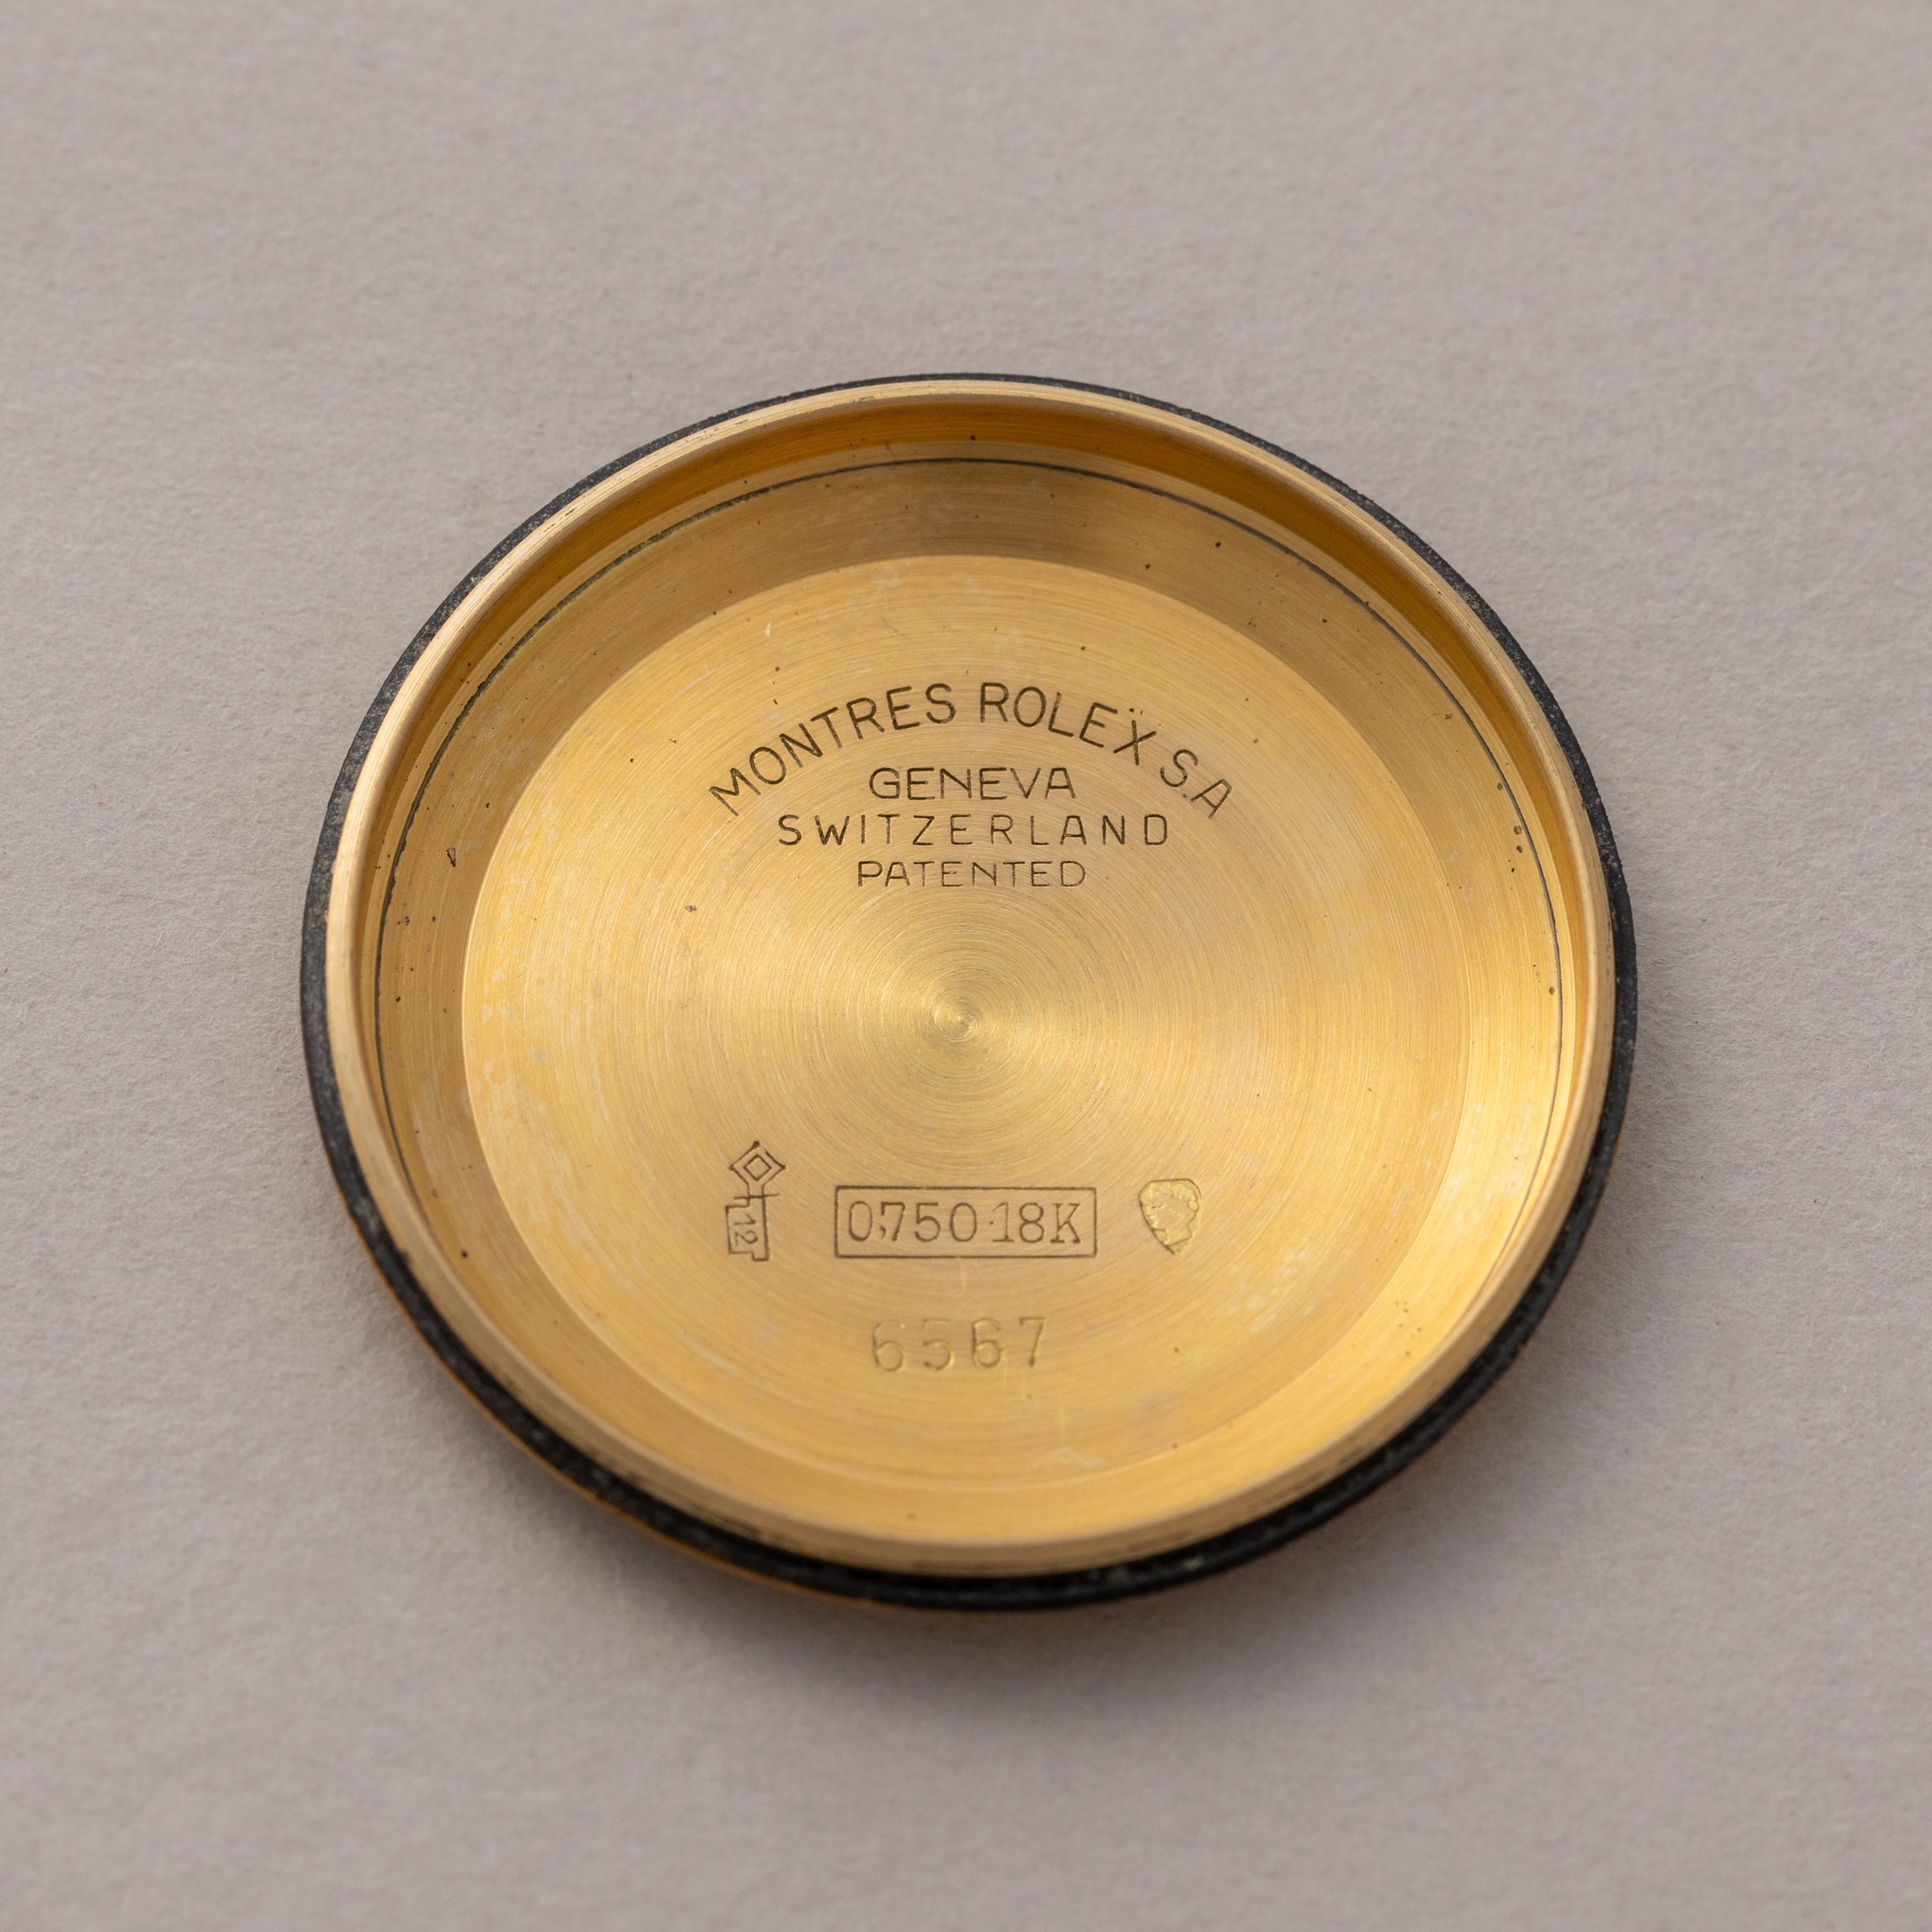 MONTRES ROLEX S.A
GENEVA
SWITZERLAND
PATENTED
12
0,750·18K
6567